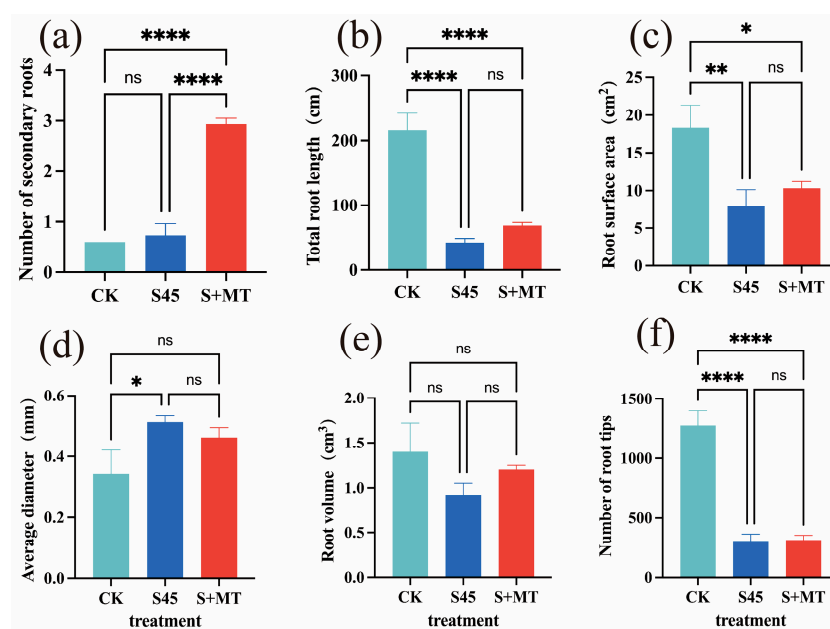 (a)
****
ns
****
Number of secondary roots
4
3
2
1
0
CK
S45
S+MT
(b)
****
****
ns
Total root length（cm）
300
200
100
0
CK
S45
S+MT
(c)
*
**
ns
Root surface area（cm²）
25
20
15
10
5
0
CK
S45
S+MT
(d)
ns
*
ns
Average diameter（mm）
0.6
0.4
0.2
0.0
CK
S45
S+MT
treatment
(e)
ns
ns
ns
Root volume（cm³）
2.0
1.5
1.0
0.5
0.0
CK
S45
S+MT
treatment
(f)
****
****
ns
Number of root tips
1500
1000
500
0
CK
S45
S+MT
treatment